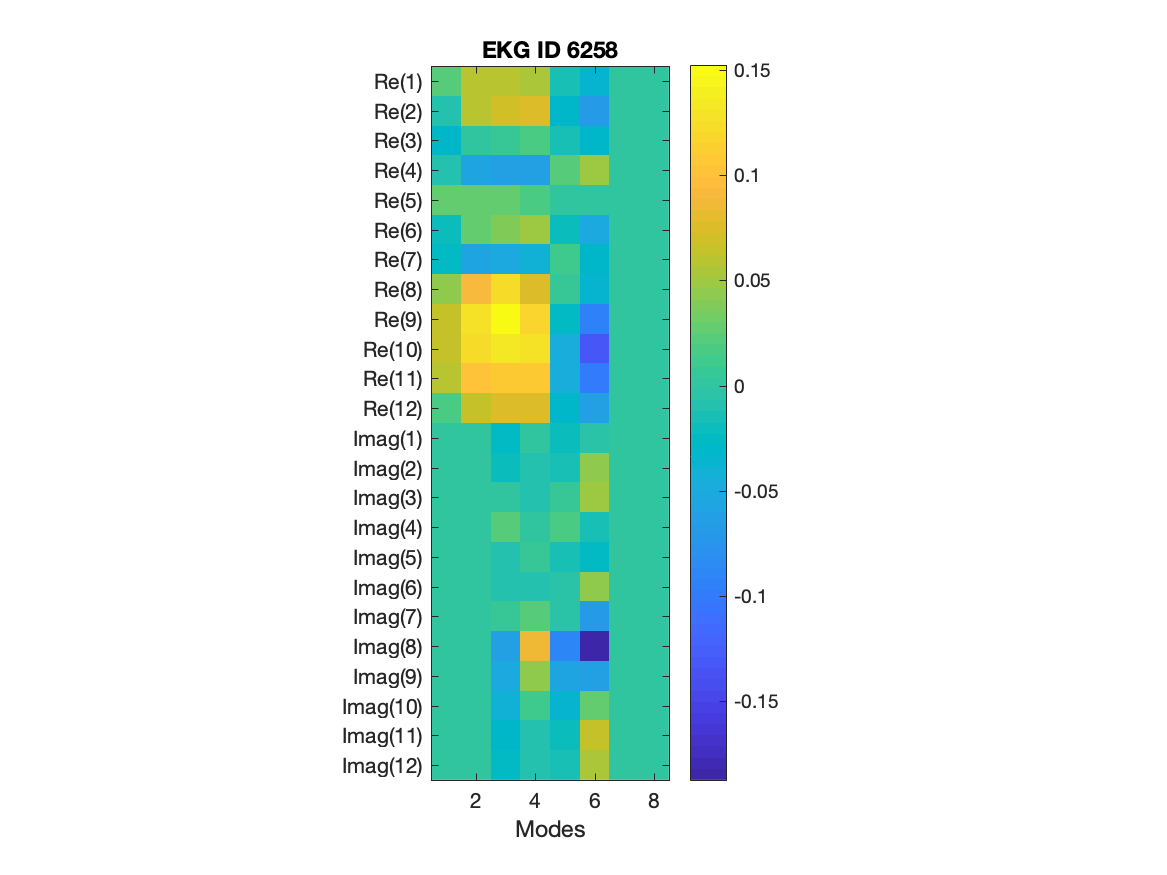 EKG ID 6258
Re(1)
Re(2)
Re(3)
Re(4)
Re(5)
Re(6)
Re(7)
Re(8)
Re(9)
Re(10)
Re(11)
Re(12)
Imag(1)
Imag(2)
Imag(3)
Imag(4)
Imag(5)
Imag(6)
Imag(7)
Imag(8)
Imag(9)
Imag(10)
Imag(11)
Imag(12)
2 4 6 8
Modes
0.15
0.1
0.05
0
-0.05
-0.1
-0.15